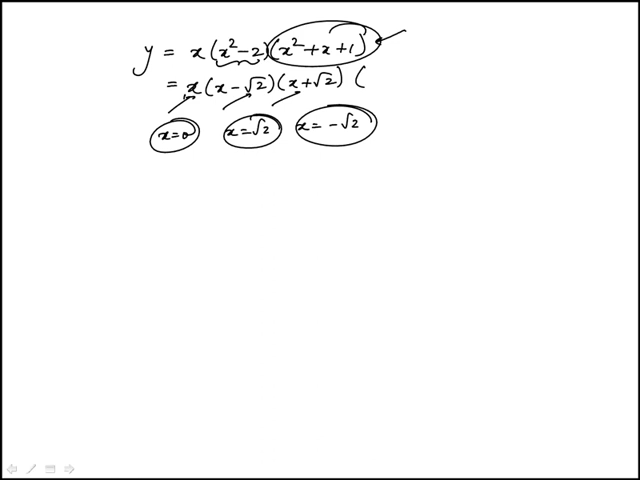 y = x(x²-2)(x²+x+1)
= x(x-√2)(x+√2)(
x=0 x=√2 x=-√2